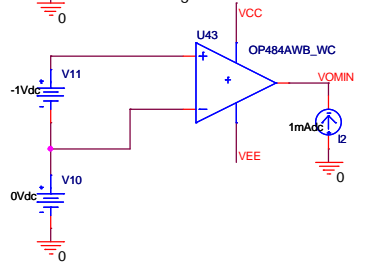 0
VCC
U43
OP484AWB_WC
+
-1Vdc
V11
+
-
+
-
VOMIN
1mAdc
I2
VEE
0
0Vdc
V10
+
-
0